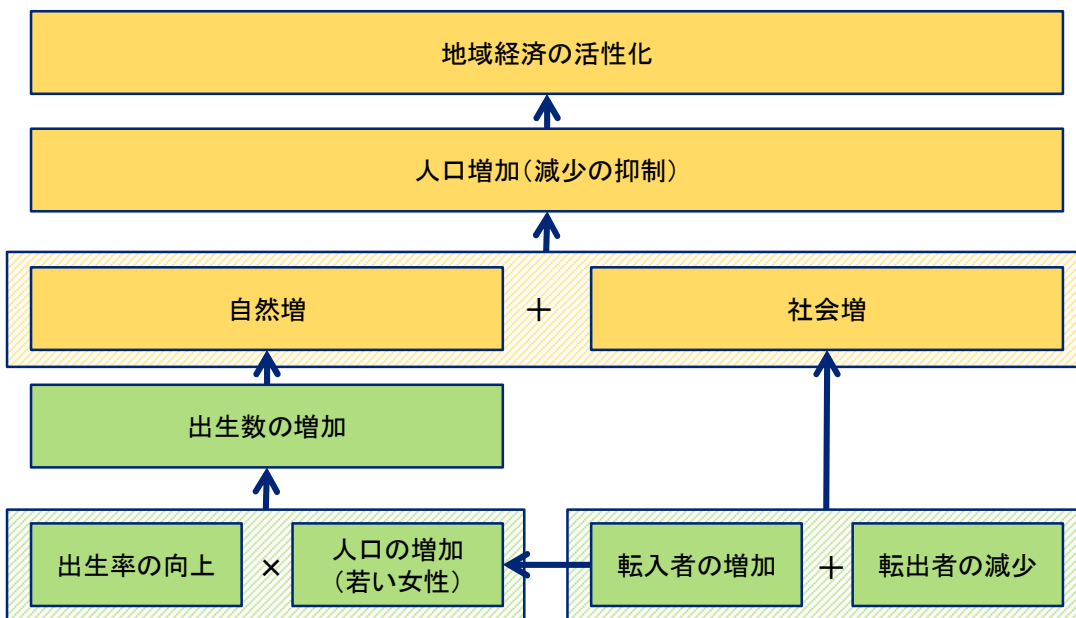 地域経済の活性化
人口増加（減少の抑制）
自然増
＋
社会増
出生数の増加
出生率の向上
×
人口の増加
（若い女性）
転入者の増加
＋
転出者の減少